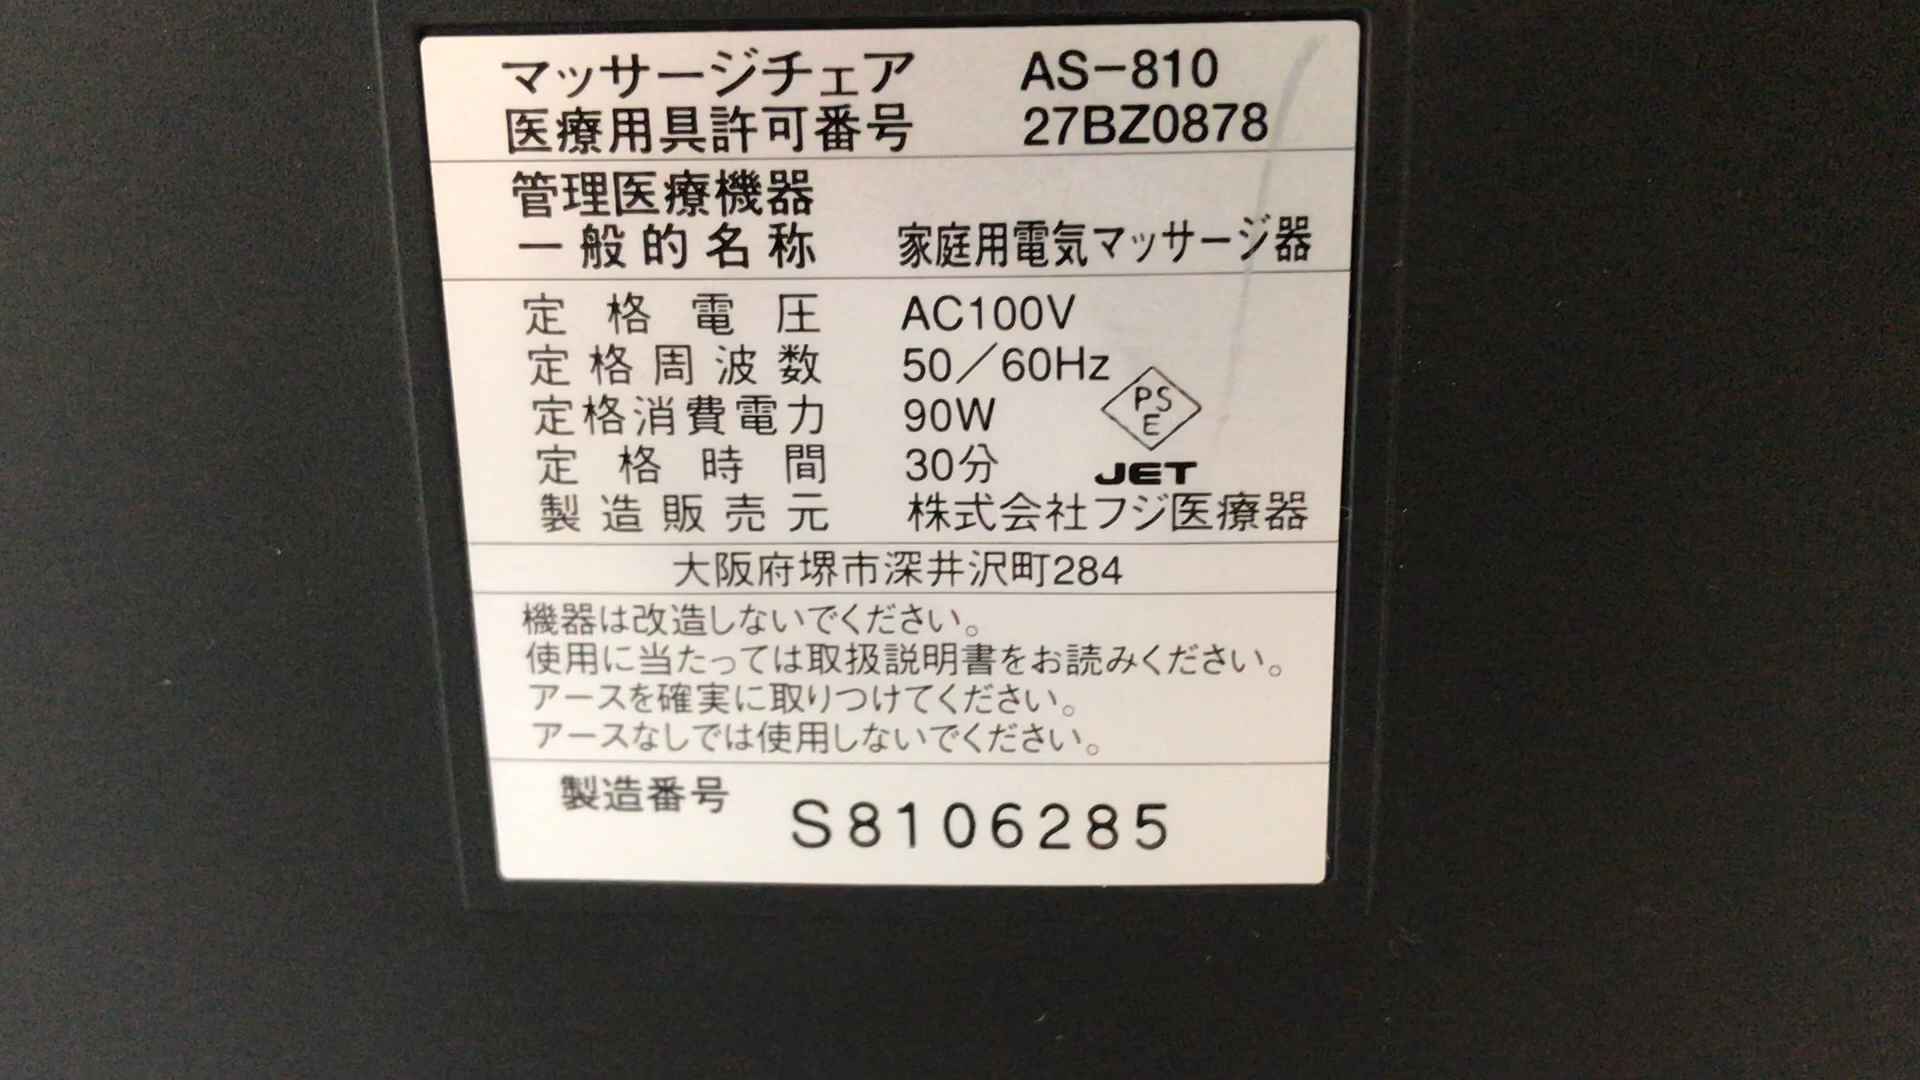 マッサージチェア AS-810
医療用具許可番号 27BZ0878
管理医療機器
一般的名称 家庭用電気マッサージ器
定格電圧 AC100V
定格周波数 50／60Hz
定格消費電力 90W
PS
E
定格時間 30分
JET
製造販売元 株式会社フジ医療器
大阪府堺市深井沢町284
機器は改造しないでください。
使用に当たっては取扱説明書をお読みください。
アースを確実に取りつけてください。
アースなしでは使用しないでください。
製造番号 S8106285